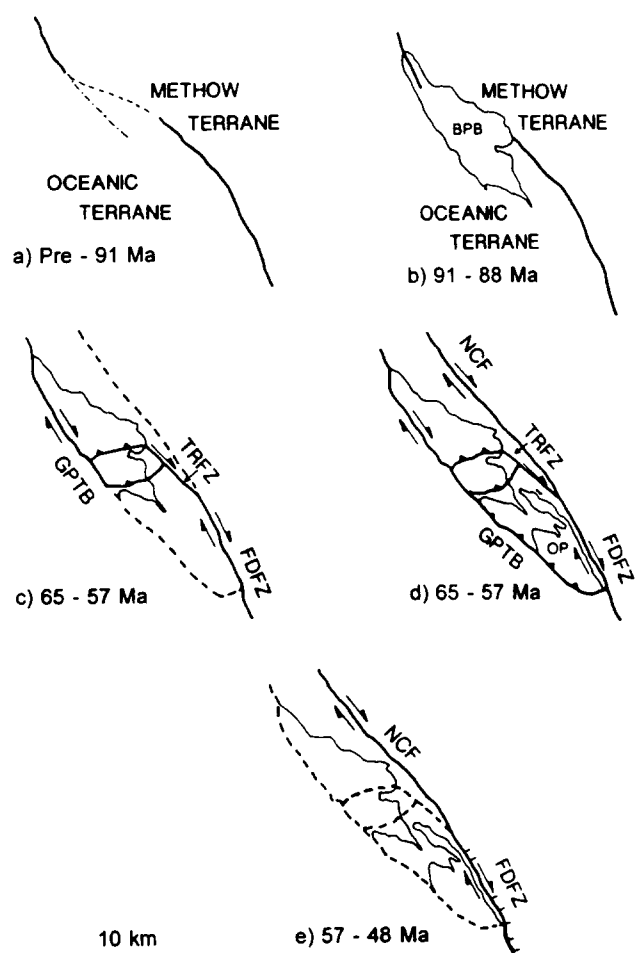 METHOW
TERRANE
OCEANIC
TERRANE
a) Pre - 91 Ma
METHOW
TERRANE
BPB
OCEANIC
TERRANE
b) 91 - 88 Ma
TRFZ
GPTB
FDFZ
c) 65 - 57 Ma
NCF
TRFZ
GPTB
OP
FDFZ
d) 65 - 57 Ma
NCF
FDFZ
10 km
e) 57 - 48 Ma